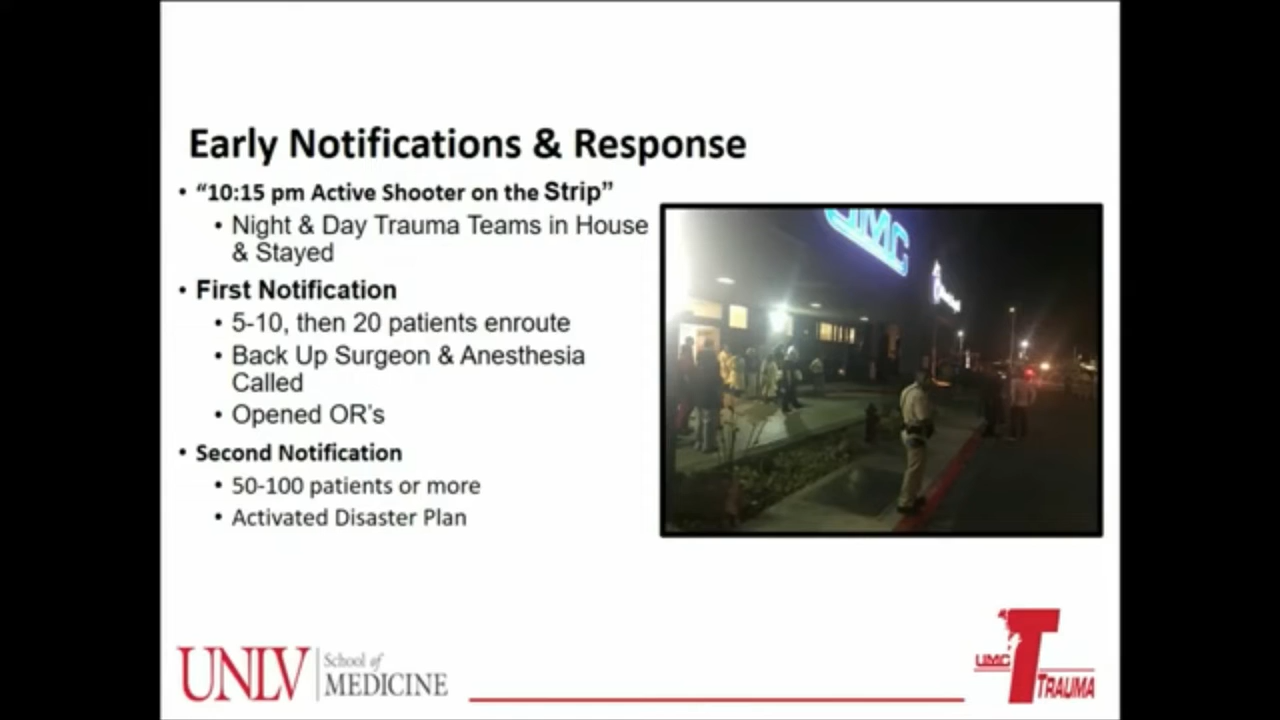 Early Notifications & Response
• “10:15 pm Active Shooter on the Strip”
• Night & Day Trauma Teams in House
& Stayed
• First Notification
• 5-10, then 20 patients enroute
• Back Up Surgeon & Anesthesia
Called
• Opened OR’s
• Second Notification
• 50-100 patients or more
• Activated Disaster Plan
UMC
UNLV School of
MEDICINE
UMC
TRAUMA